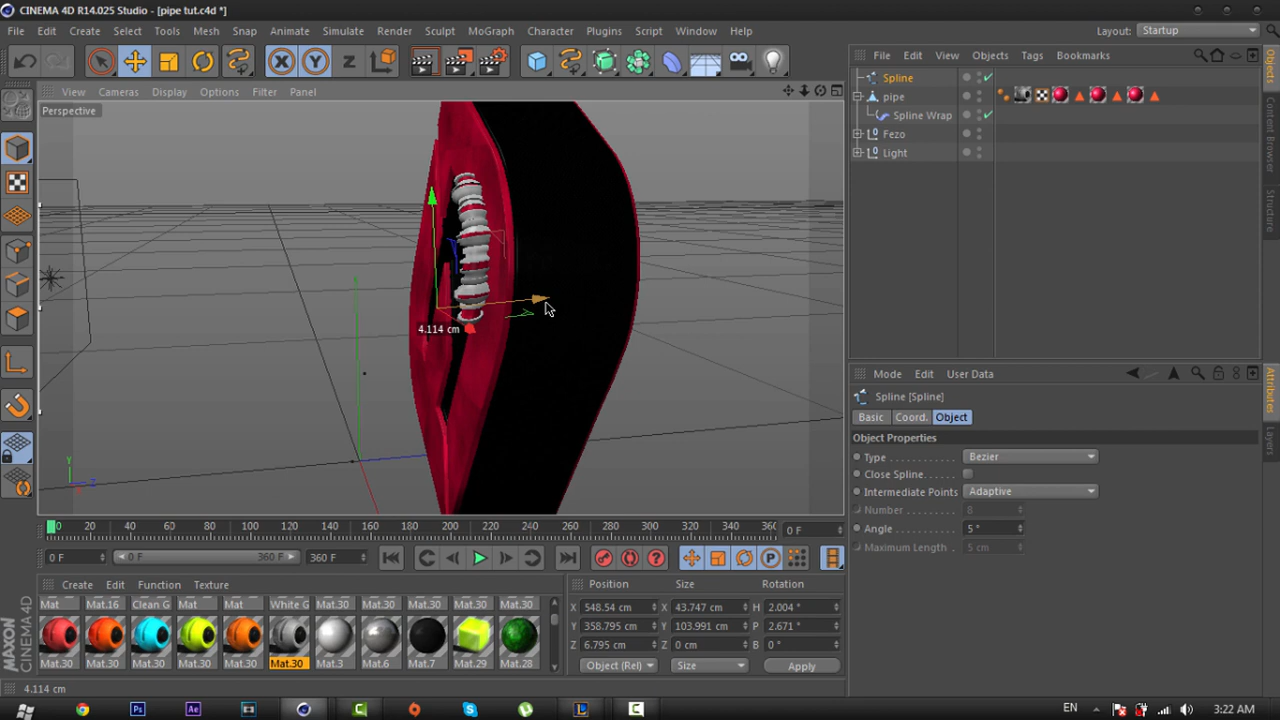 CINEMA 4D R14.025 Studio - [pipe tut.c4d *]
File Edit Create Select Tools Mesh Snap Animate Simulate Render Sculpt MoGraph Character Plugins Script Window Help Layout: Startup
View Cameras Display Options Filter Panel
File Edit View Objects Tags Bookmarks
Perspective
Spline
pipe
Spline Wrap
Fezo
Light
4.114 cm
Y
Z
X
Objects
Content Browser
Structure
Attributes
Layers
Mode Edit User Data
Spline [Spline]
Basic Coord. Object
Object Properties
Type Bezier
Close Spline
Intermediate Points Adaptive
Number 8
Angle 5 °
Maximum Length 5 cm
0 20 40 60 80 100 120 140 160 180 200 220 240 260 280 300 320 340 36 0 F
0 F 0 F 360 F 360 F
Create Edit Function Texture
Mat Mat.16 Clean G Mat Mat White G Mat.30 Mat.30 Mat.30 Mat.30 Mat.30
Mat.30 Mat.30 Mat.30 Mat.30 Mat.30 Mat.30 Mat.3 Mat.6 Mat.7 Mat.29 Mat.28
Position Size Rotation
X 548.54 cm X 43.747 cm H 2.004 °
Y 358.795 cm Y 103.991 cm P 2.671 °
Z 6.795 cm Z 0 cm B 0 °
Object (Rel) Size Apply
MAXON
CINEMA 4D
4.114 cm
Ps Ae EN 3:22 AM